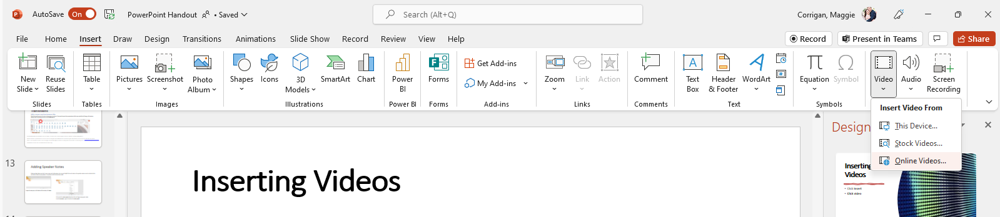 AutoSave On PowerPoint Handout • Saved Search (Alt+Q) Corrigan, Maggie
File Home Insert Draw Design Transitions Animations Slide Show Record Review View Help Record Present in Teams Share
New Slide
Reuse Slides
Slides
Table
Tables
Pictures
Screenshot
Photo Album
Images
Shapes
Icons
3D Models
SmartArt
Chart
Illustrations
Power BI
Power BI
Forms
Forms
Get Add-ins
My Add-ins
Add-ins
Zoom
Link
Action
Links
Comment
Comments
Text Box
Header & Footer
WordArt
Text
Equation
Symbol
Symbols
Video
Audio
Screen Recording
Insert Video From
This Device...
Stock Videos...
Online Videos...
13
Adding Speaker Notes
Inserting Videos
Design
Inserting
Videos
• Click Insert
• Click video